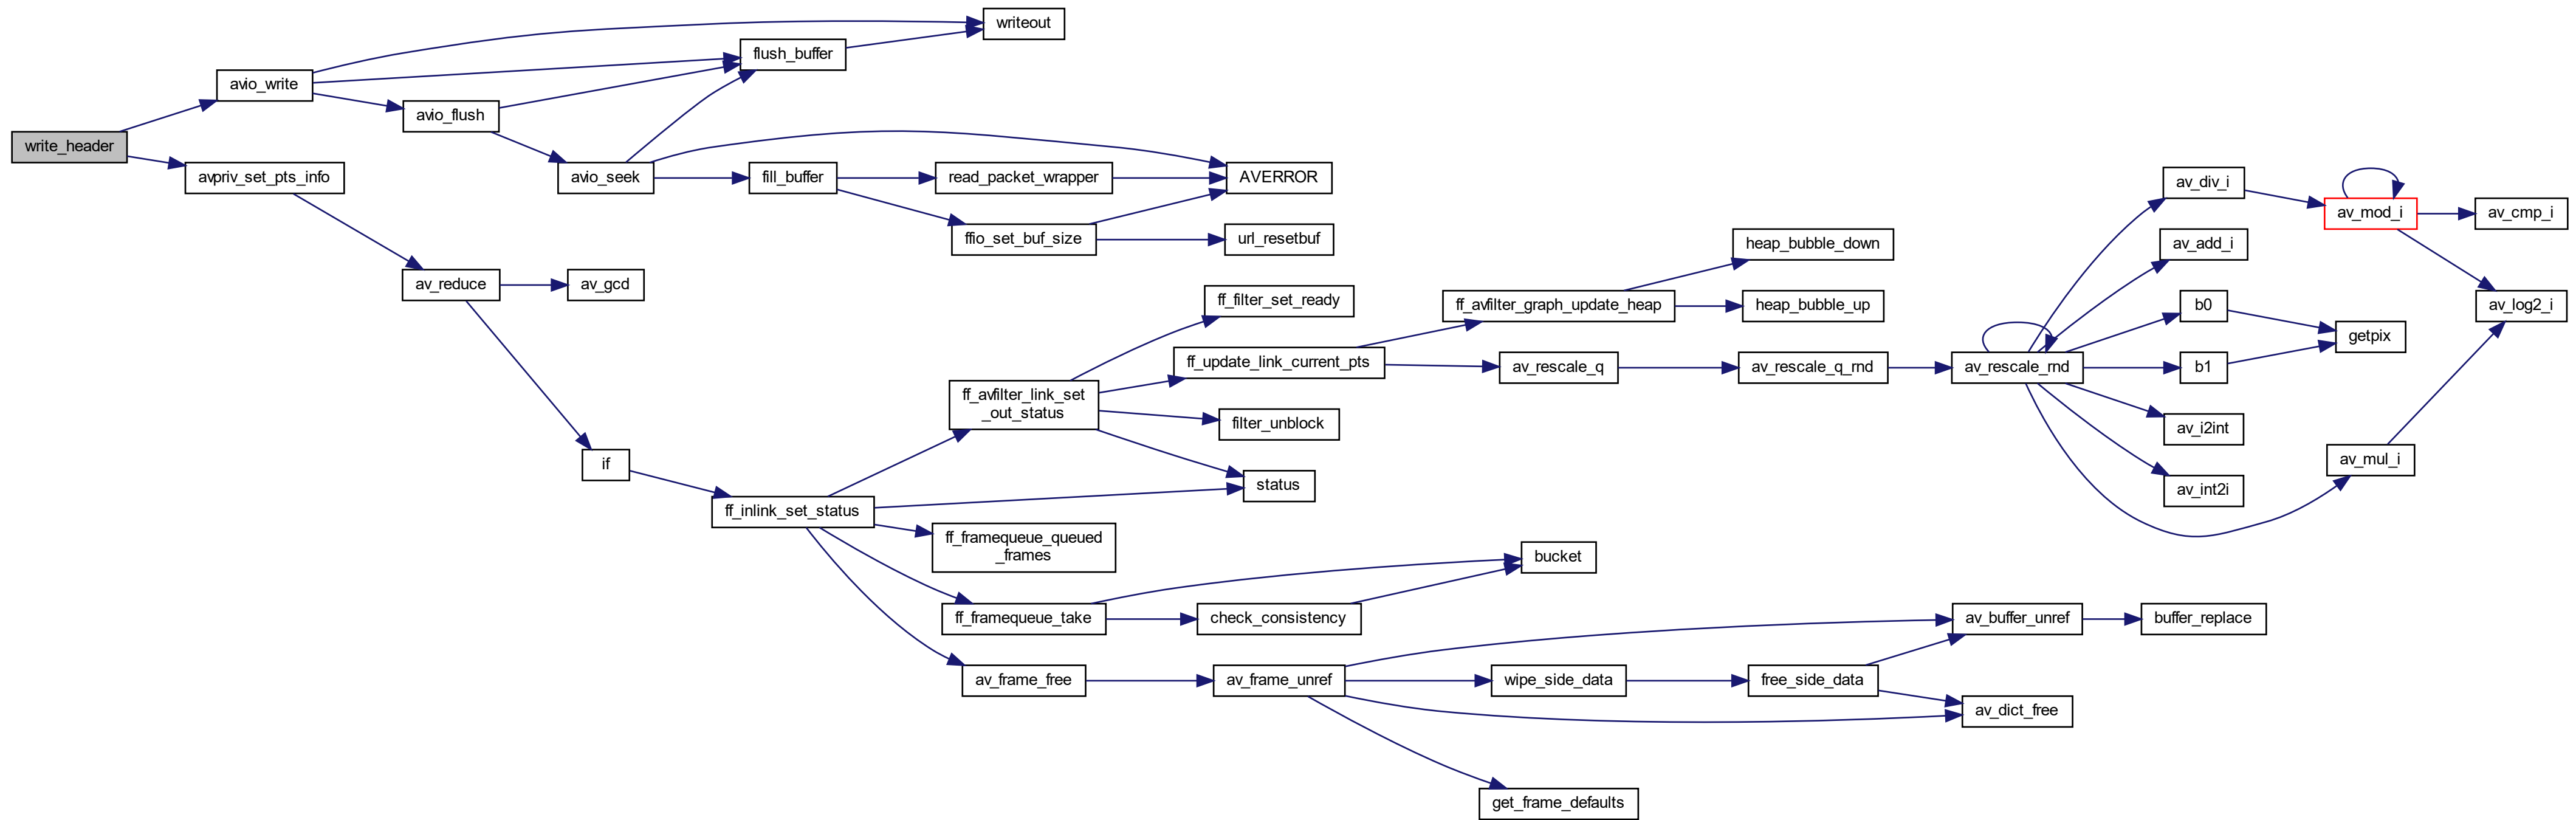 writeout
flush_buffer
avio_write
avio_flush
write_header
avpriv_set_pts_info
avio_seek
fill_buffer
read_packet_wrapper
AVERROR
ffio_set_buf_size
url_resetbuf
av_reduce
av_gcd
if
ff_inlink_set_status
ff_avfilter_link_set
_out_status
ff_filter_set_ready
ff_update_link_current_pts
filter_unblock
status
ff_framequeue_queued
_frames
ff_framequeue_take
check_consistency
bucket
av_frame_free
av_frame_unref
wipe_side_data
free_side_data
av_buffer_unref
buffer_replace
av_dict_free
get_frame_defaults
ff_avfilter_graph_update_heap
heap_bubble_down
heap_bubble_up
av_rescale_q
av_rescale_q_rnd
av_rescale_rnd
av_div_i
av_mod_i
av_cmp_i
av_add_i
b0
getpix
b1
av_log2_i
av_i2int
av_int2i
av_mul_i